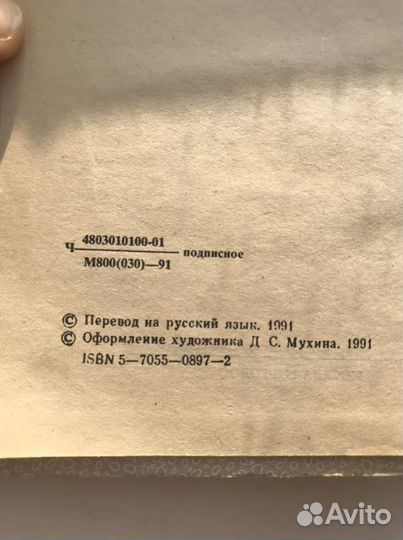 Ч 4803010100-01 подписное
М800(030)—91
© Перевод на русский язык. 1991
© Оформление художника Д С. Мухина. 1991
ISBN 5—7055—0897—2
Avito